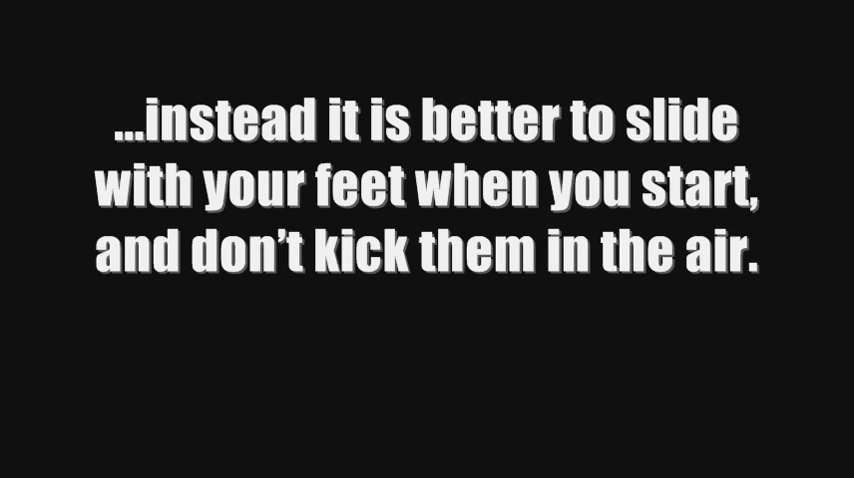 ...instead it is better to slide
with your feet when you start,
and don’t kick them in the air.